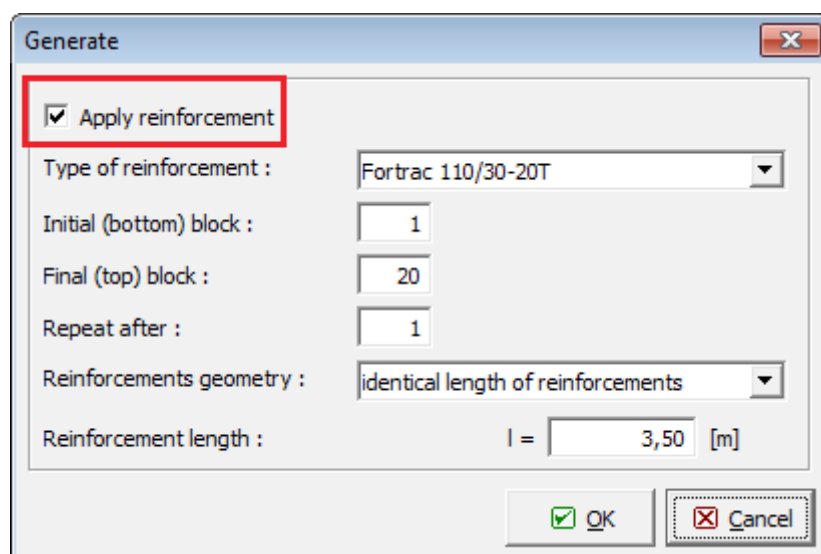 Generate
Apply reinforcement
Type of reinforcement : Fortrac 110/30-20T
Initial (bottom) block : 1
Final (top) block : 20
Repeat after : 1
Reinforcements geometry : identical length of reinforcements
Reinforcement length : l = 3,50 [m]
OK Cancel